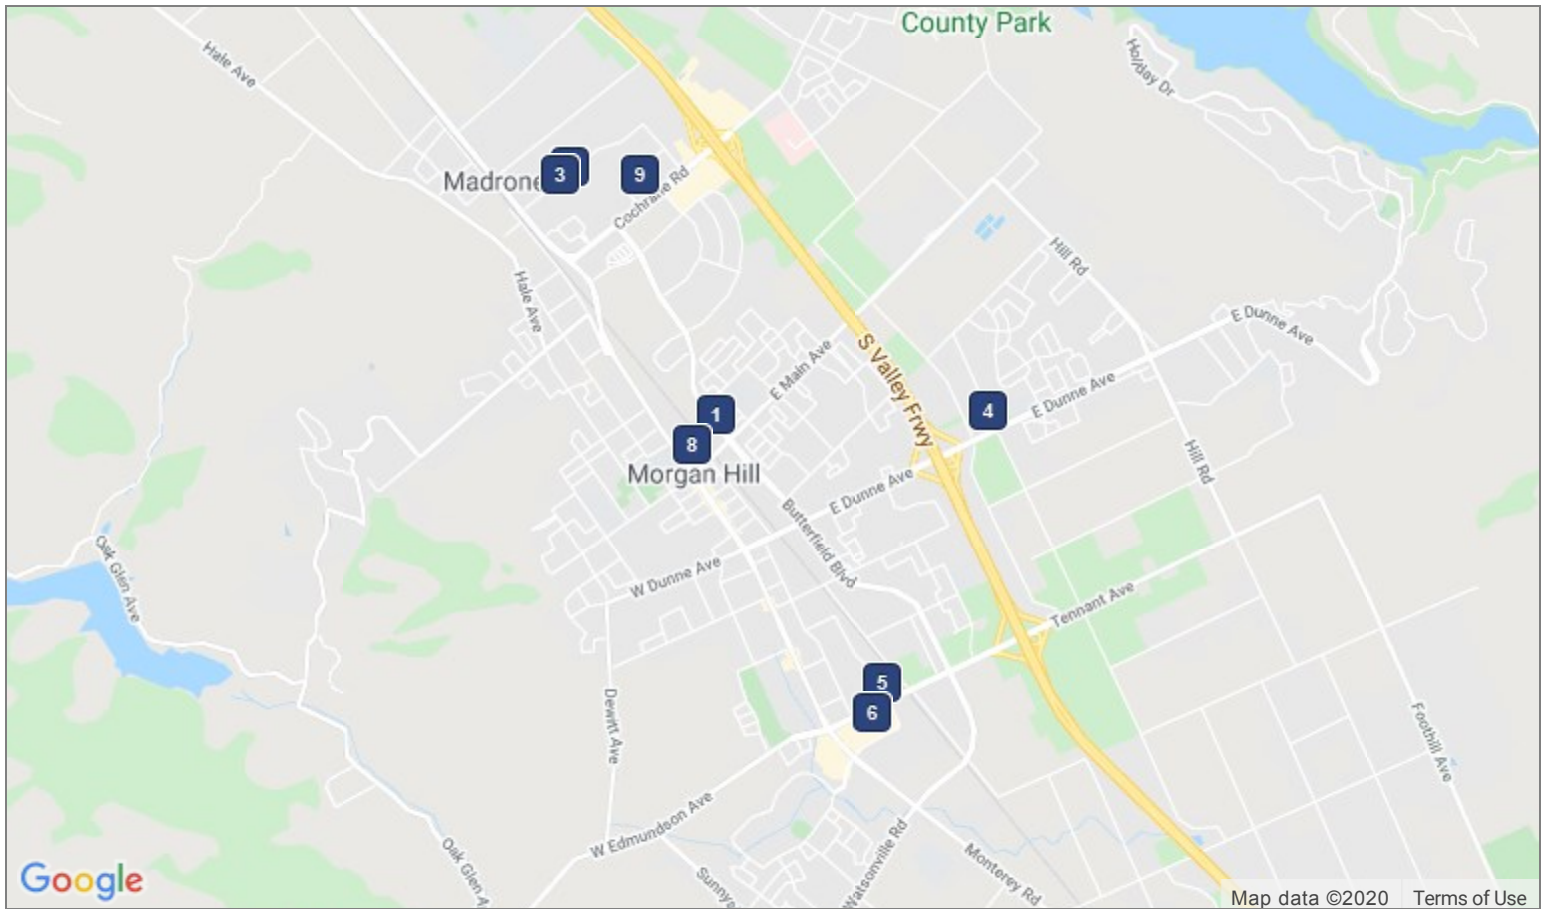 County Park
Hale Ave
Holiday Dr
3
9
Madrone
Cochrane Rd
Hill Rd
Hale Ave
E Dunne Ave
S Valley Frwy
E Main Ave
E Dunne Ave
4
1
8
Morgan Hill
Hill Rd
E Dunne Ave
Butterfield Blvd
Oak Glen Ave
W Dunne Ave
Tennant Ave
5
6
Dewitt Ave
Foothill Ave
W Edmundson Ave
Watsonville Rd
Monterey Rd
Oak Glen A
Sunnys
Google
Map data ©2020
Terms of Use